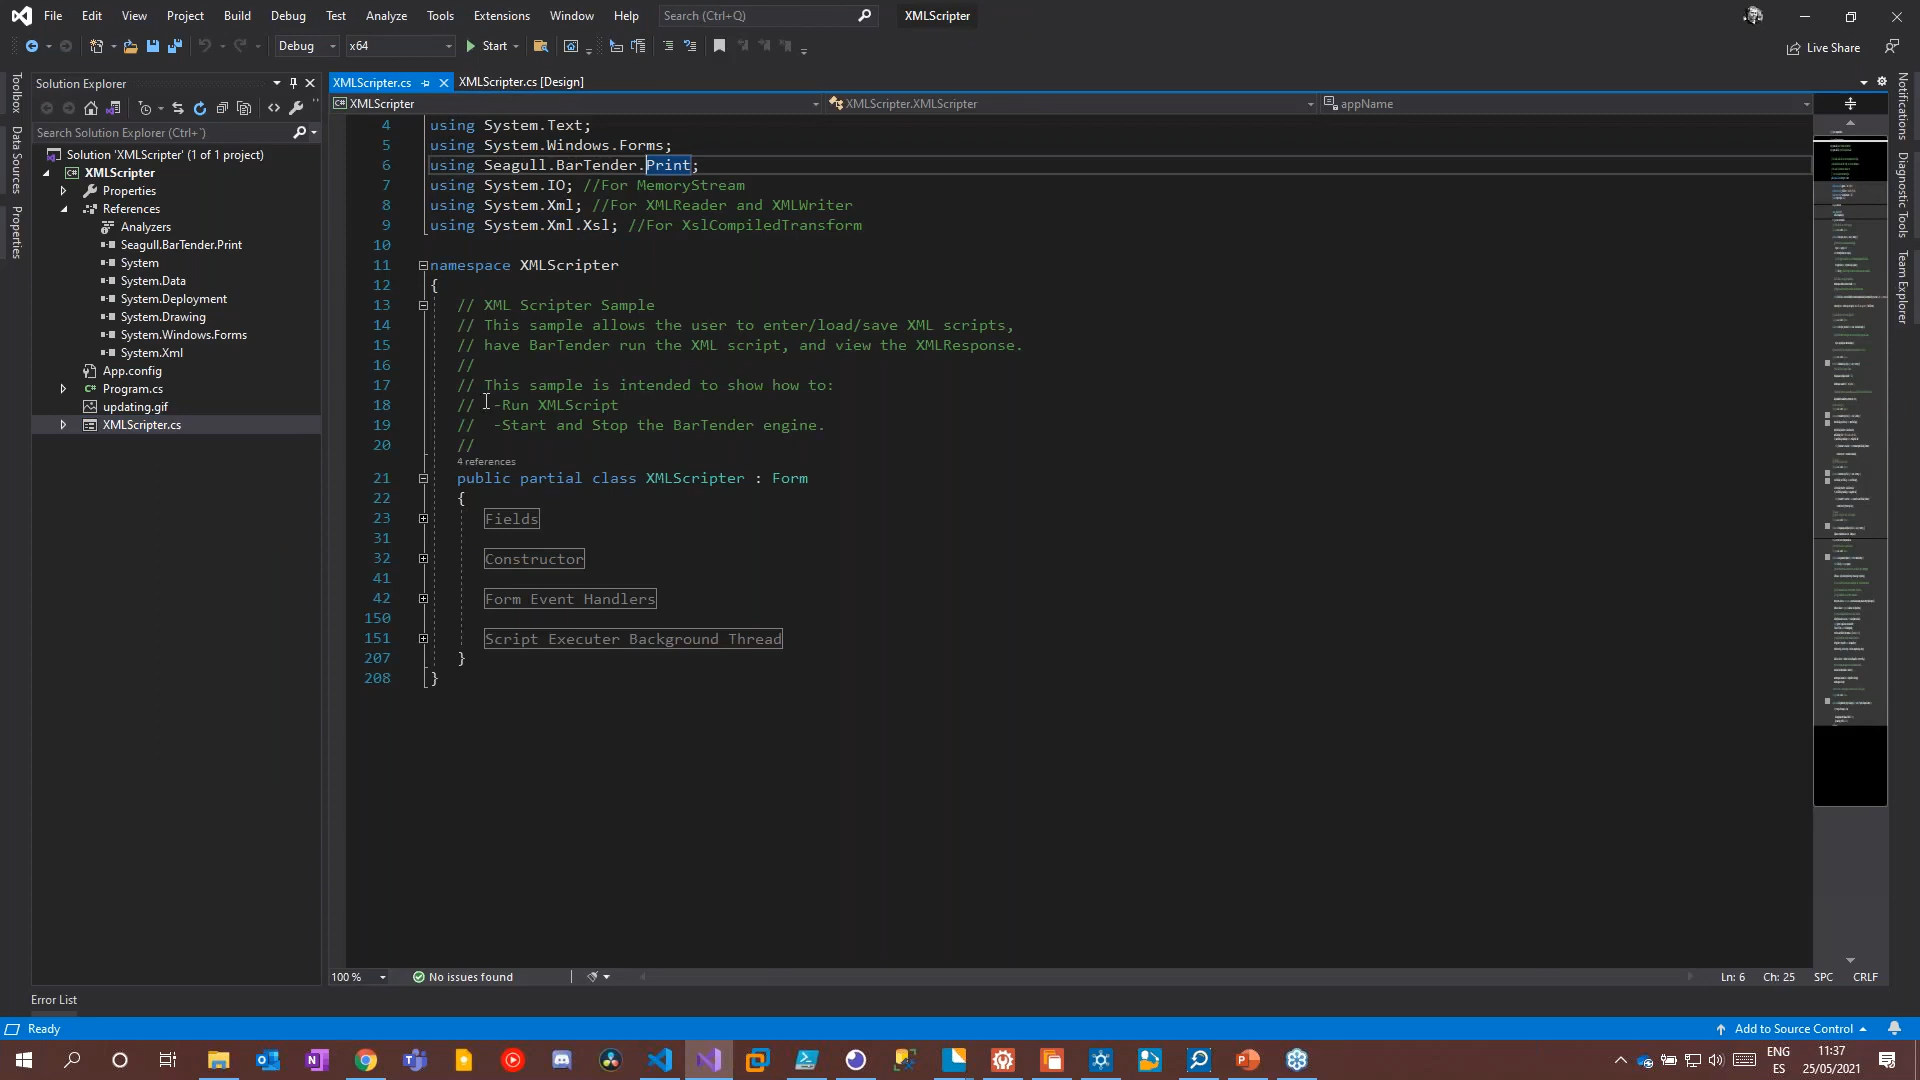 File Edit View Project Build Debug Test Analyze Tools Extensions Window Help Search (Ctrl+Q) XMLScripter
Debug x64 Start Live Share
Toolbox
Data Sources
Properties
Solution Explorer
Search Solution Explorer (Ctrl+`)
Solution 'XMLScripter' (1 of 1 project)
C# XMLScripter
Properties
References
Analyzers
Seagull.BarTender.Print
System
System.Data
System.Deployment
System.Drawing
System.Windows.Forms
System.Xml
App.config
C# Program.cs
updating.gif
XMLScripter.cs
XMLScripter.cs XMLScripter.cs [Design]
C# XMLScripter XMLScripter.XMLScripter appName
4 using System.Text;
5 using System.Windows.Forms;
6 using Seagull.BarTender.Print;
7 using System.IO; //For MemoryStream
8 using System.Xml; //For XMLReader and XMLWriter
9 using System.Xml.Xsl; //For XslCompiledTransform
10
11 namespace XMLScripter
12 {
13 // XML Scripter Sample
14 // This sample allows the user to enter/load/save XML scripts,
15 // have BarTender run the XML script, and view the XMLResponse.
16 //
17 // This sample is intended to show how to:
18 // -Run XMLScript
19 // -Start and Stop the BarTender engine.
20 //
4 references
21 public partial class XMLScripter : Form
22 {
23 Fields
31
32 Constructor
41
42 Form Event Handlers
150
151 Script Executer Background Thread
207 }
208 }
Notifications
Diagnostic Tools
Team Explorer
100 % No issues found Ln: 6 Ch: 25 SPC CRLF
Error List
Ready Add to Source Control
ENG
ES
11:37
25/05/2021